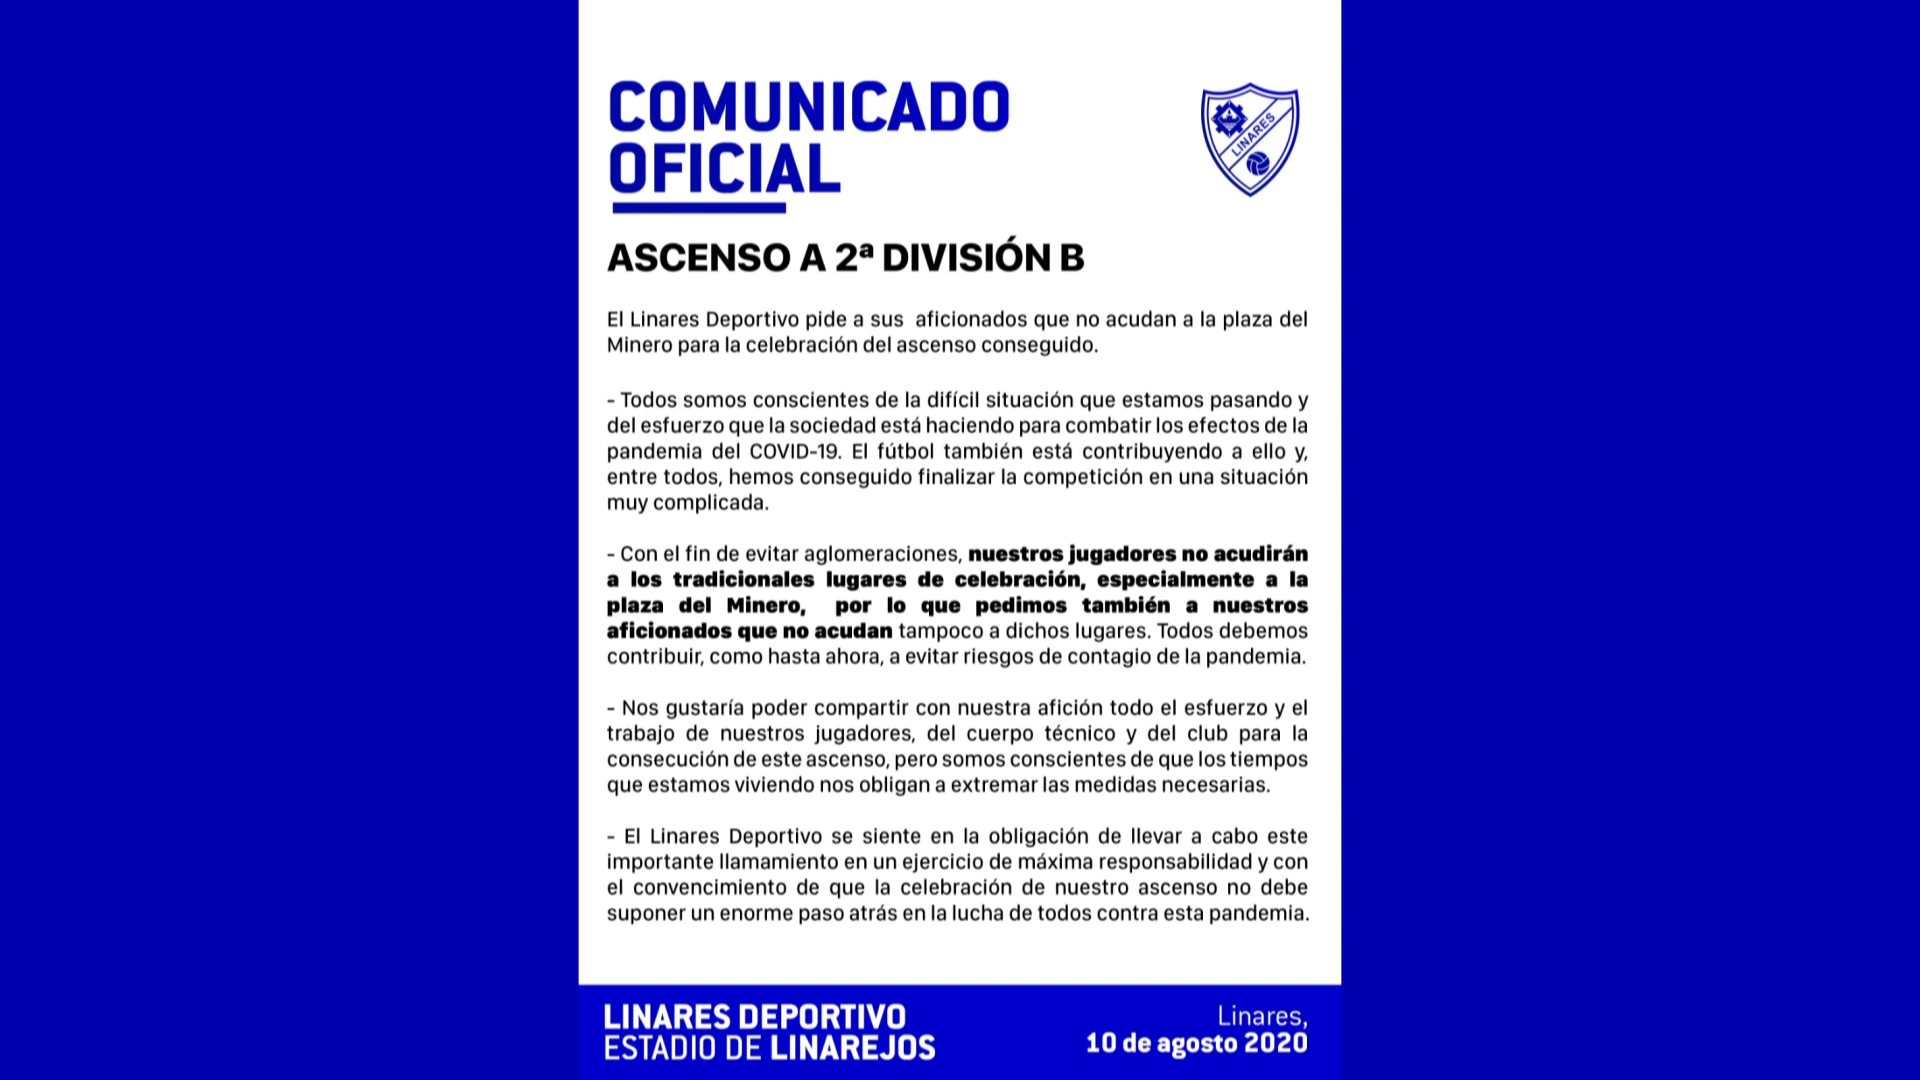 COMUNICADO
OFICIAL
LINARES
ASCENSO A 2ª DIVISIÓN B
El Linares Deportivo pide a sus aficionados que no acudan a la plaza del
Minero para la celebración del ascenso conseguido.
- Todos somos conscientes de la difícil situación que estamos pasando y
del esfuerzo que la sociedad está haciendo para combatir los efectos de la
pandemia del COVID-19. El fútbol también está contribuyendo a ello y,
entre todos, hemos conseguido finalizar la competición en una situación
muy complicada.
- Con el fin de evitar aglomeraciones, nuestros jugadores no acudirán
a los tradicionales lugares de celebración, especialmente a la
plaza del Minero, por lo que pedimos también a nuestros
aficionados que no acudan tampoco a dichos lugares. Todos debemos
contribuir, como hasta ahora, a evitar riesgos de contagio de la pandemia.
- Nos gustaría poder compartir con nuestra afición todo el esfuerzo y el
trabajo de nuestros jugadores, del cuerpo técnico y del club para la
consecución de este ascenso, pero somos conscientes de que los tiempos
que estamos viviendo nos obligan a extremar las medidas necesarias.
- El Linares Deportivo se siente en la obligación de llevar a cabo este
importante llamamiento en un ejercicio de máxima responsabilidad y con
el convencimiento de que la celebración de nuestro ascenso no debe
suponer un enorme paso atrás en la lucha de todos contra esta pandemia.
LINARES DEPORTIVO
ESTADIO DE LINAREJOS
Linares,
10 de agosto 2020